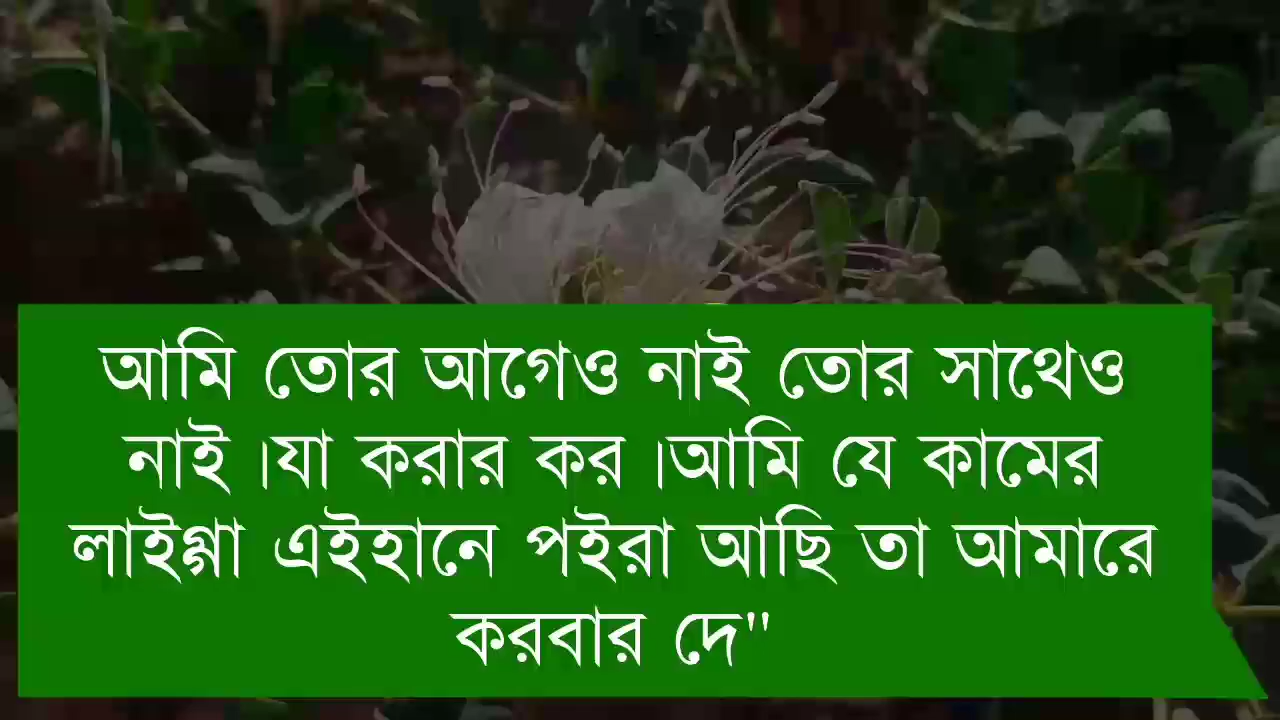 আমি তোর আগেও নাই তোর সাথেও
নাই।যা করার কর।আমি যে কামের
লাইগ্গা এইহানে পইরা আছি তা আমারে
করবার দে"